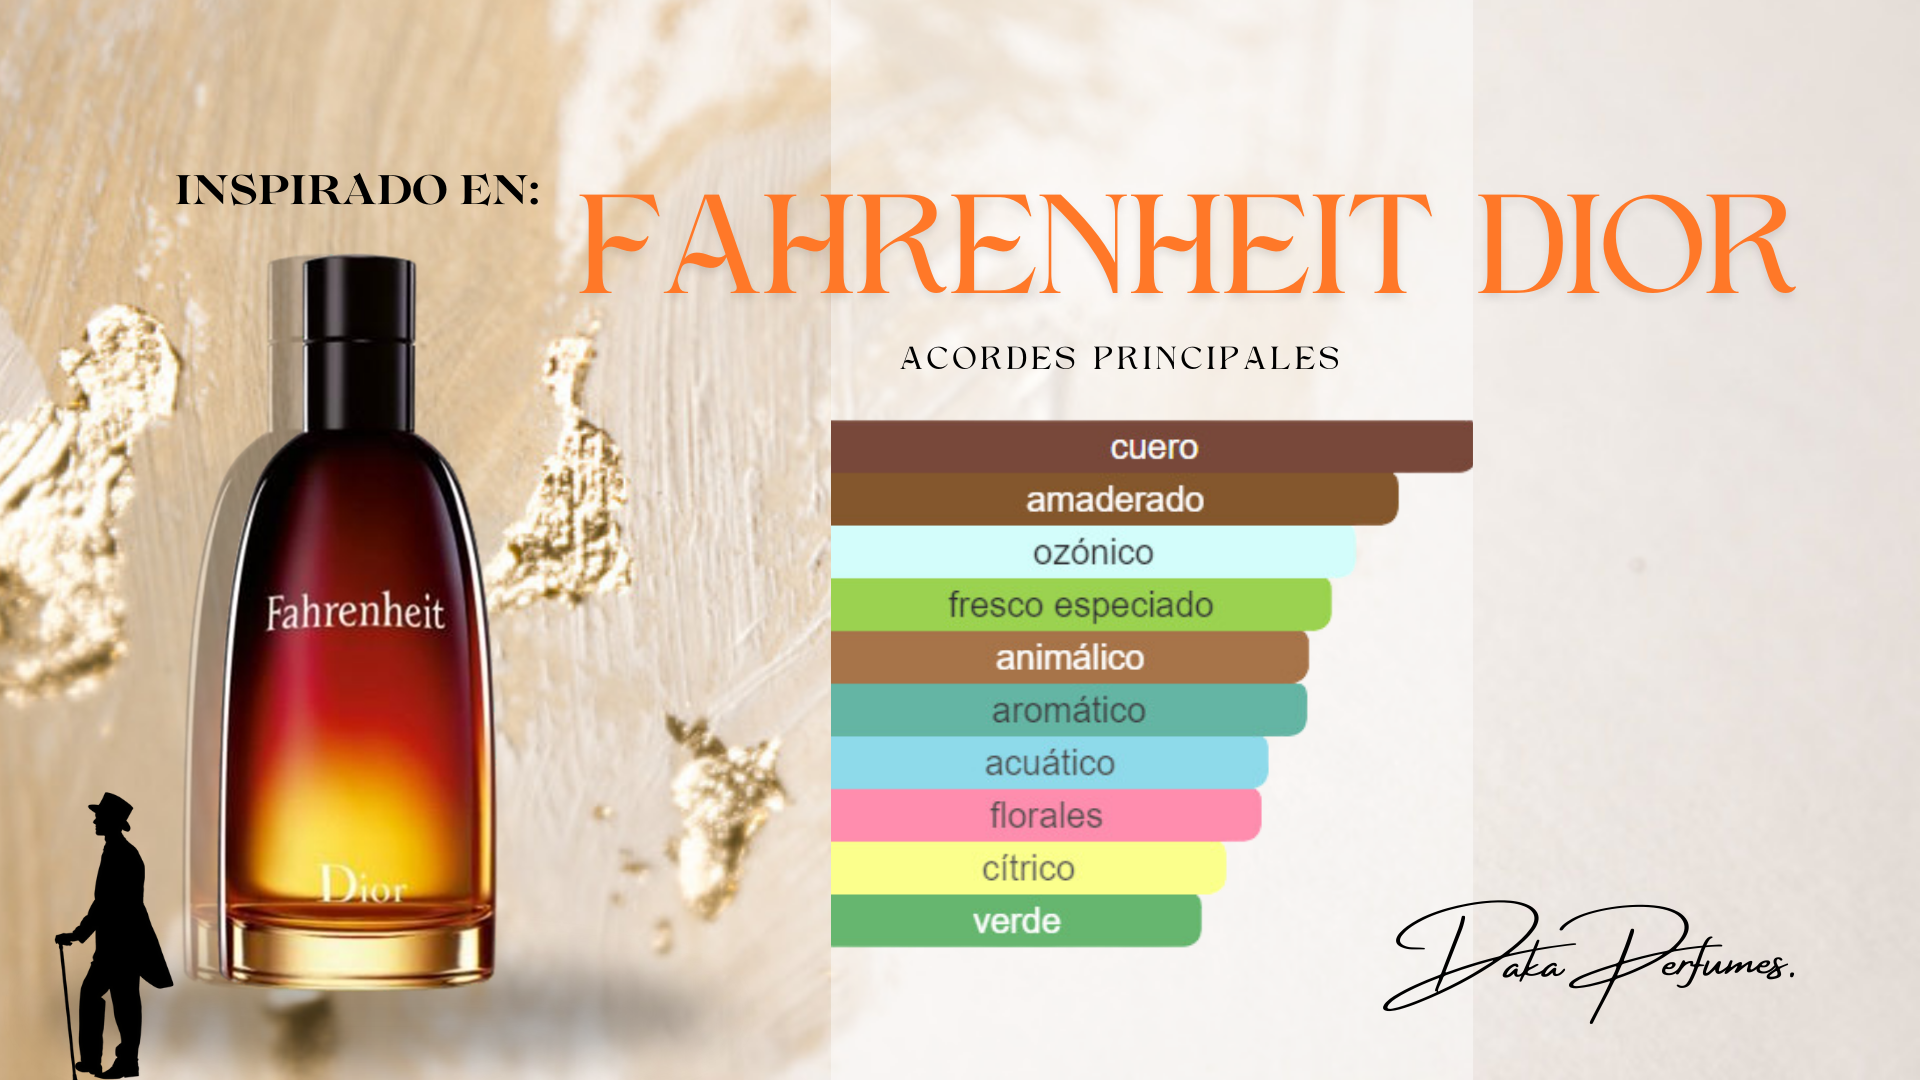 INSPIRADO EN:
FAHRENHEIT DIOR
ACORDES PRINCIPALES
cuero
amaderado
ozónico
fresco especiado
animálico
aromático
acuático
florales
cítrico
verde
Fahrenheit
Dior
Daka Perfumes.